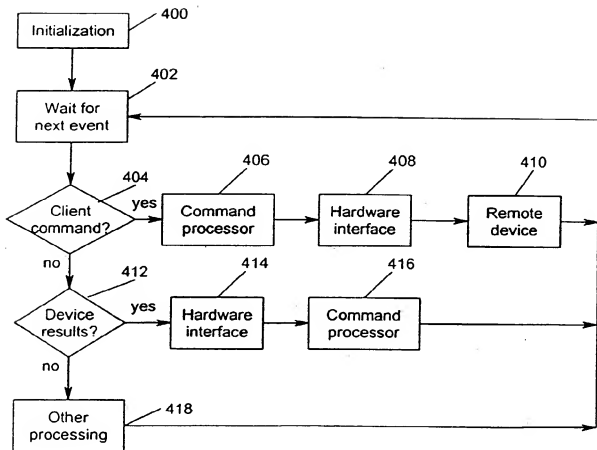 Initialization
400
402
Wait for
next event
404
406
408
410
Client
command?
yes
Command
processor
Hardware
interface
Remote
device
no
412
414
416
Device
results?
yes
Hardware
interface
Command
processor
no
Other
processing
418